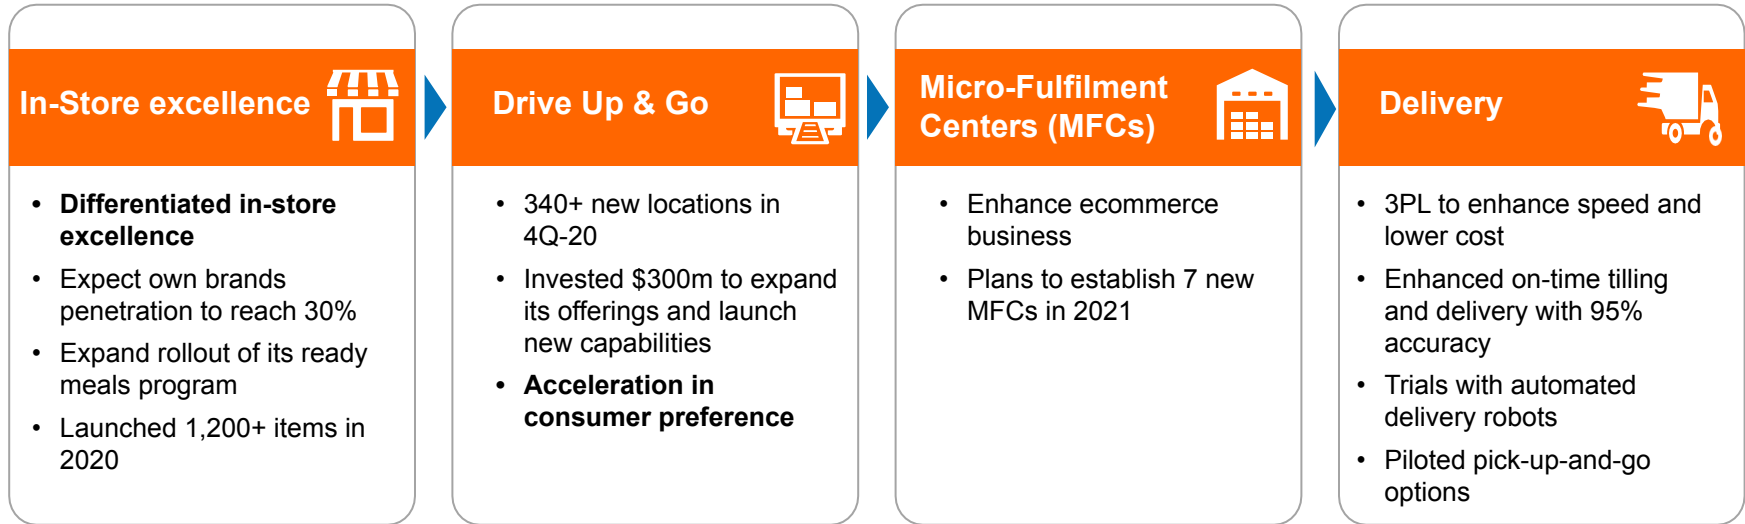 In-Store excellence
• Differentiated in-store
excellence
• Expect own brands
penetration to reach 30%
• Expand rollout of its ready
meals program
• Launched 1,200+ items in
2020
Drive Up & Go
• 340+ new locations in
4Q-20
• Invested $300m to expand
its offerings and launch
new capabilities
• Acceleration in
consumer preference
Micro-Fulfilment
Centers (MFCs)
• Enhance ecommerce
business
• Plans to establish 7 new
MFCs in 2021
Delivery
• 3PL to enhance speed and
lower cost
• Enhanced on-time tilling
and delivery with 95%
accuracy
• Trials with automated
delivery robots
• Piloted pick-up-and-go
options